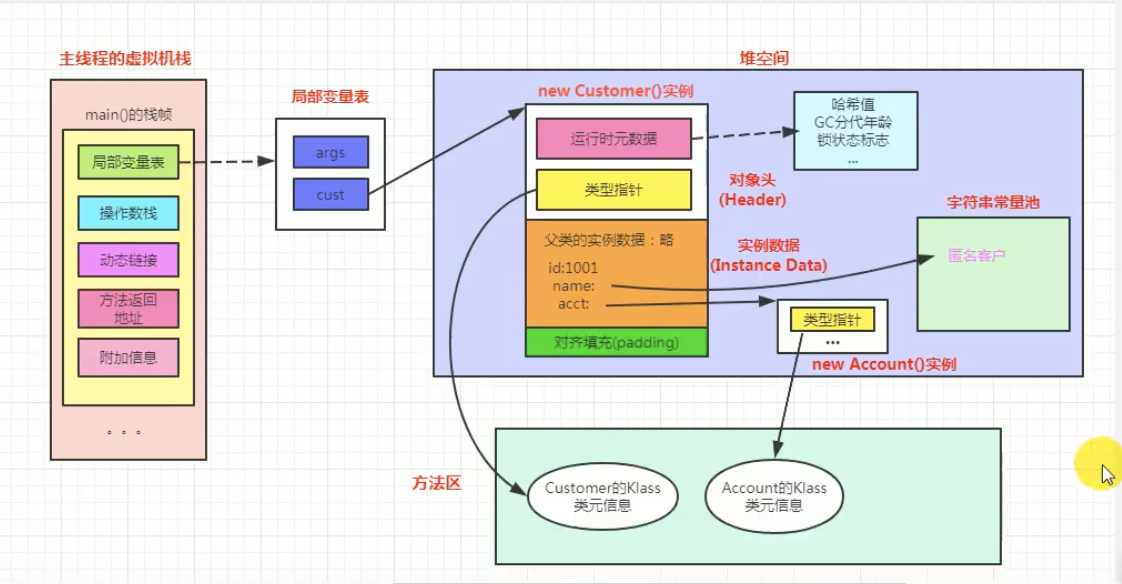 主线程的虚拟机栈
main()的栈帧
局部变量表
操作数栈
动态链接
方法返回
地址
附加信息
。。。
局部变量表
args
cust
堆空间
new Customer()实例
运行时元数据
类型指针
对象头
(Header)
哈希值
GC分代年龄
锁状态标志
...
父类的实例数据：略
id:1001
name:
acct:
对齐填充(padding)
实例数据
(Instance Data)
字符串常量池
匿名客户
类型指针
...
new Account()实例
方法区
Customer的Klass
类元信息
Account的Klass
类元信息